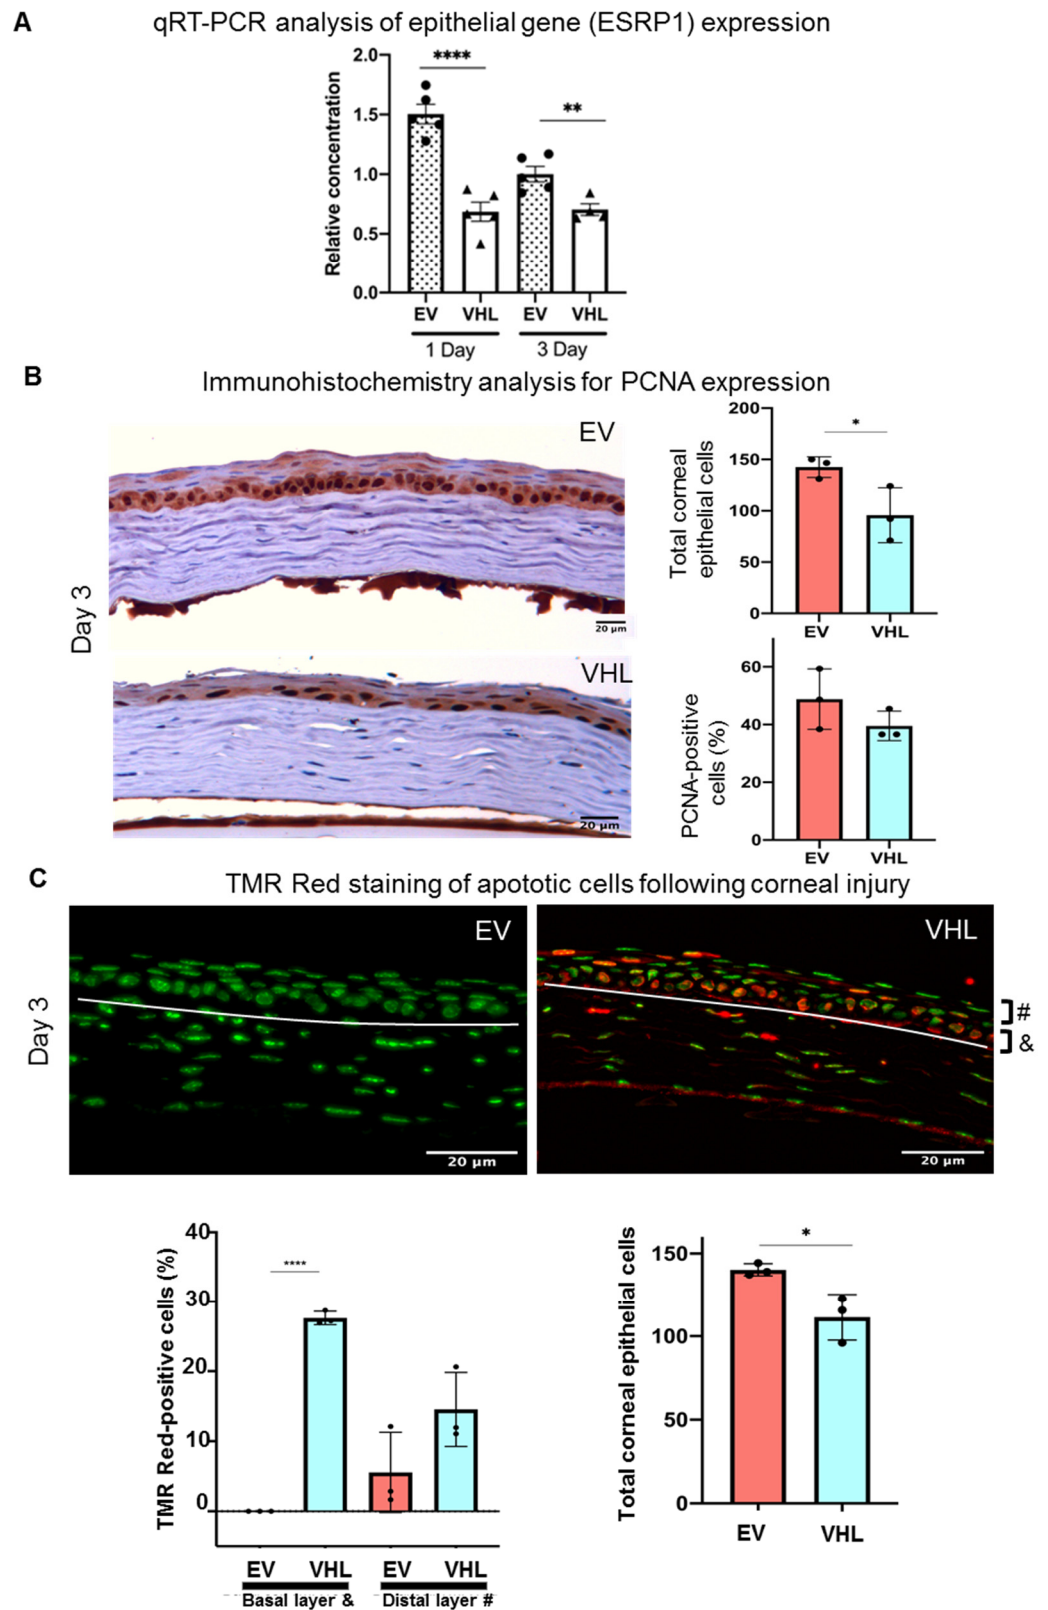 A
qRT-PCR analysis of epithelial gene (ESRP1) expression
Relative concentration
2.0
1.5
1.0
0.5
0.0
****
**
EV
VHL
EV
VHL
1 Day
3 Day
B
Immunohistochemistry analysis for PCNA expression
Day 3
EV
20 µm
VHL
20 µm
Total corneal
epithelial cells
200
150
100
50
0
*
EV
VHL
PCNA-positive
cells (%)
60
40
20
0
EV
VHL
C
TMR Red staining of apototic cells following corneal injury
Day 3
EV
20 µm
VHL
20 µm
#
&
TMR Red-positive cells (%)
40
30
20
10
0
****
EV
VHL
EV
VHL
Basal layer &
Distal layer #
Total corneal epithelial cells
150
100
50
0
*
EV
VHL